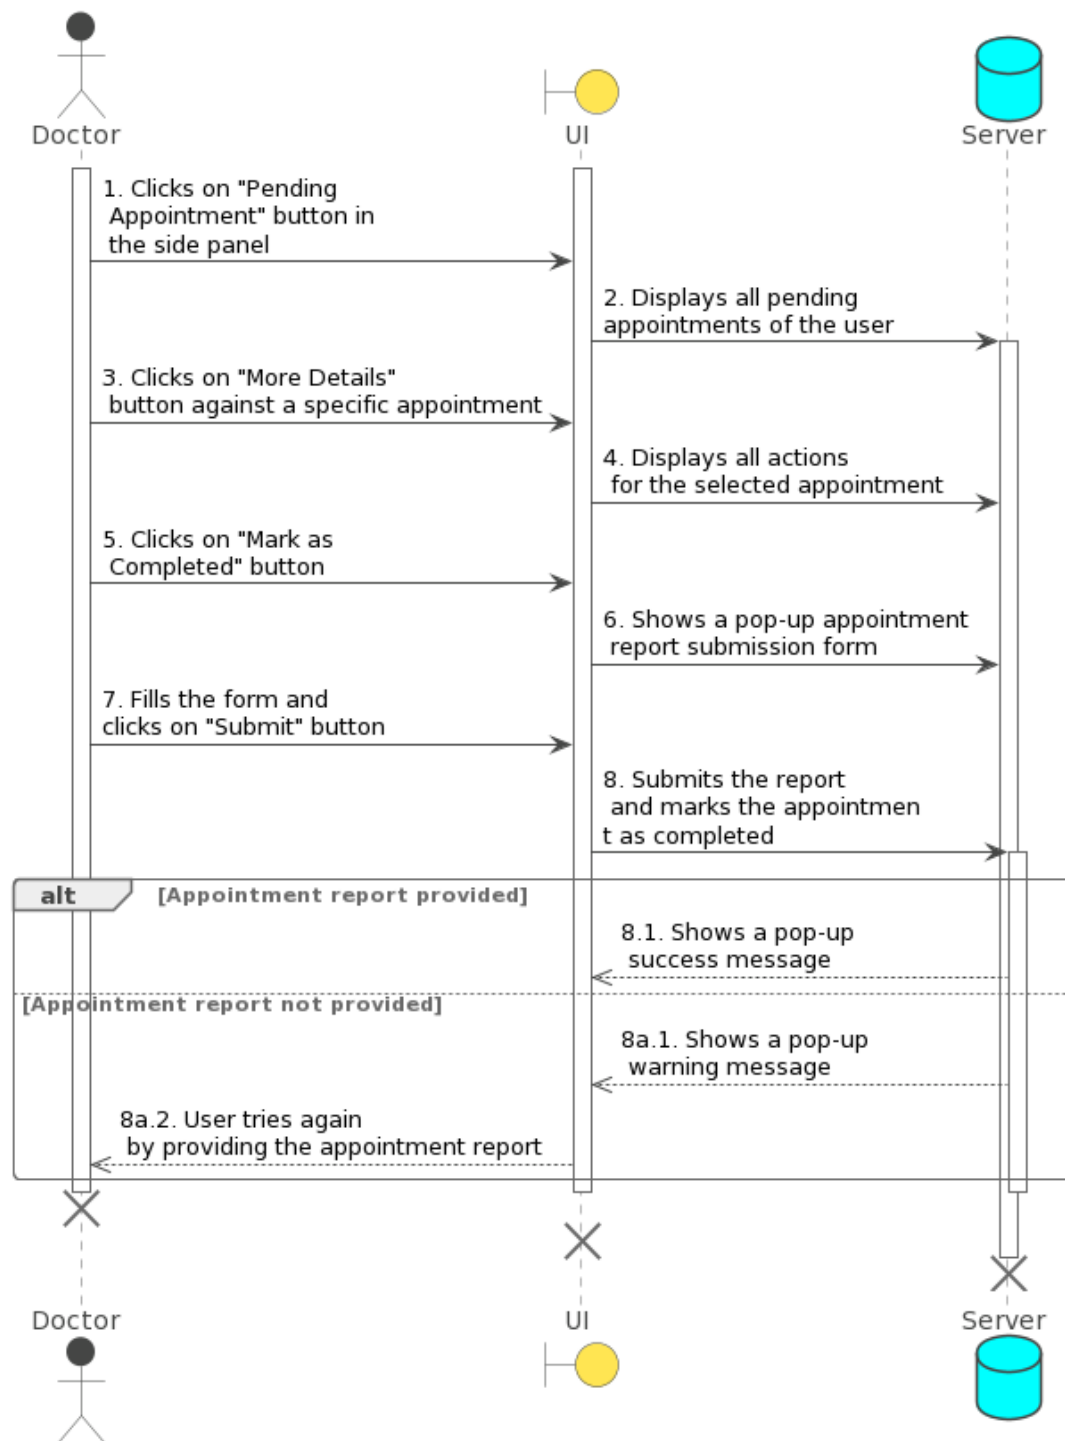 Doctor
UI
Server
1. Clicks on "Pending
Appointment" button in
the side panel
2. Displays all pending
appointments of the user
3. Clicks on "More Details"
button against a specific appointment
4. Displays all actions
for the selected appointment
5. Clicks on "Mark as
Completed" button
6. Shows a pop-up appointment
report submission form
7. Fills the form and
clicks on "Submit" button
8. Submits the report
and marks the appointmen
t as completed
alt
[Appointment report provided]
8.1. Shows a pop-up
success message
[Appointment report not provided]
8a.1. Shows a pop-up
warning message
8a.2. User tries again
by providing the appointment report
Doctor
UI
Server